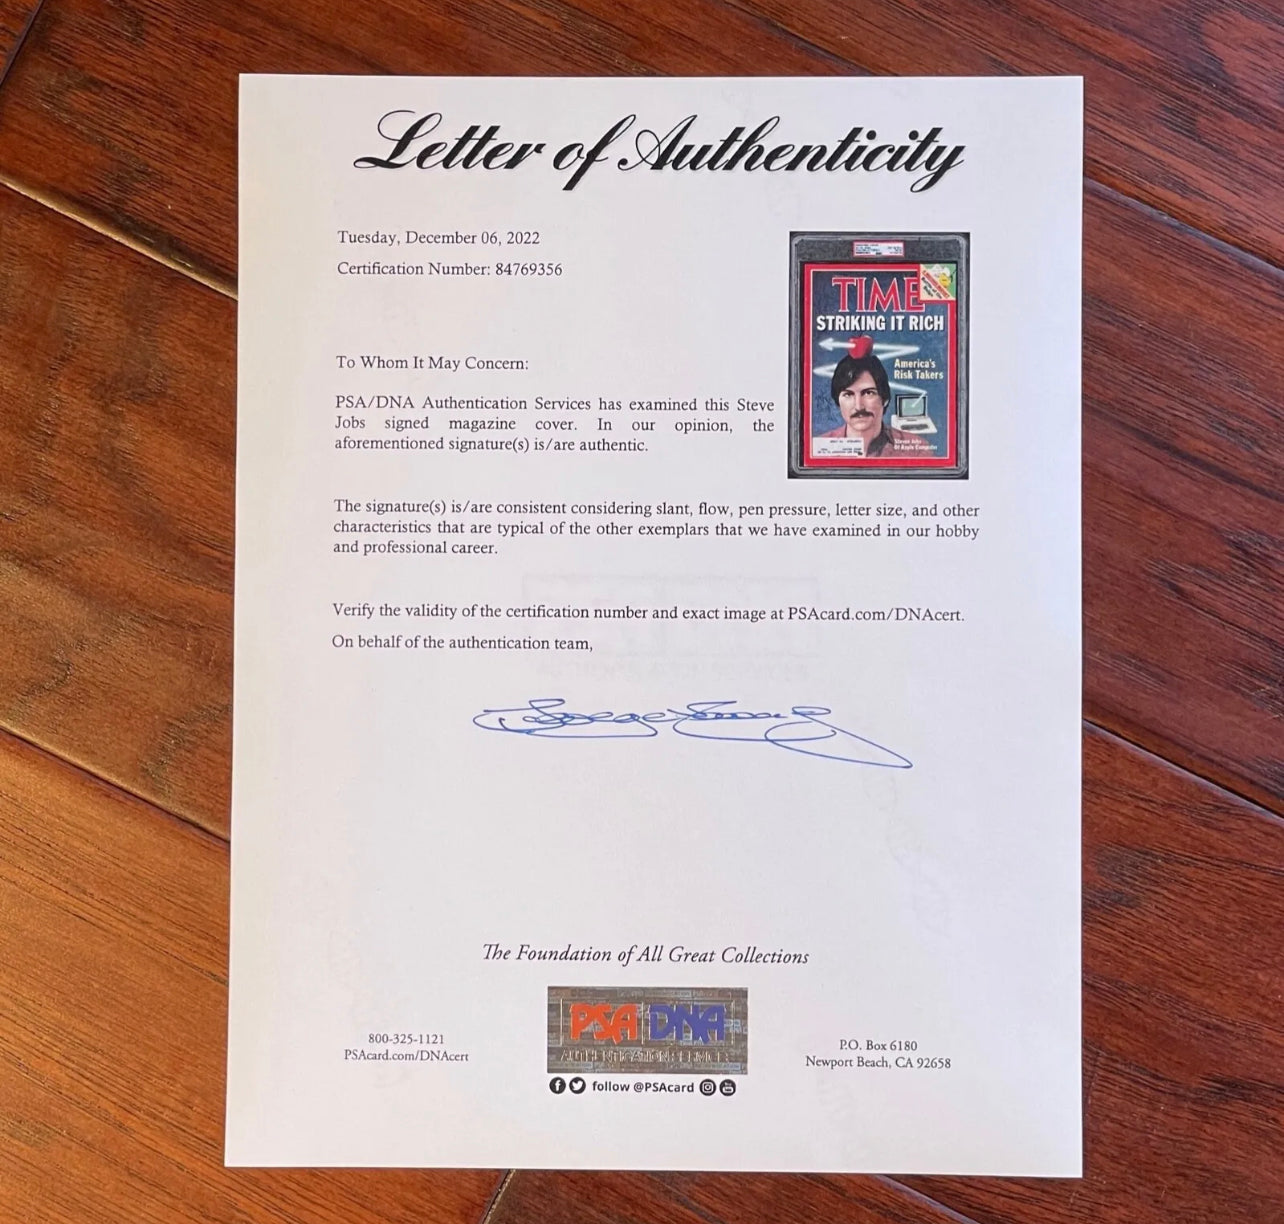 Letter of Authenticity
Tuesday, December 06, 2022
Certification Number: 84769356
TIME
STRIKING IT RICH
America's
Risk Takers
Steven Jobs
Of Apple Computer
To Whom It May Concern:
PSA/DNA Authentication Services has examined this Steve
Jobs signed magazine cover. In our opinion, the
aforementioned signature(s) is/are authentic.
The signature(s) is/are consistent considering slant, flow, pen pressure, letter size, and other
characteristics that are typical of the other exemplars that we have examined in our hobby
and professional career.
Verify the validity of the certification number and exact image at PSAcard.com/DNAcert.
On behalf of the authentication team,
The Foundation of All Great Collections
PSA DNA
AUTHENTICATION SERVICES
800-325-1121
PSAcard.com/DNAcert
follow @PSAcard
P.O. Box 6180
Newport Beach, CA 92658